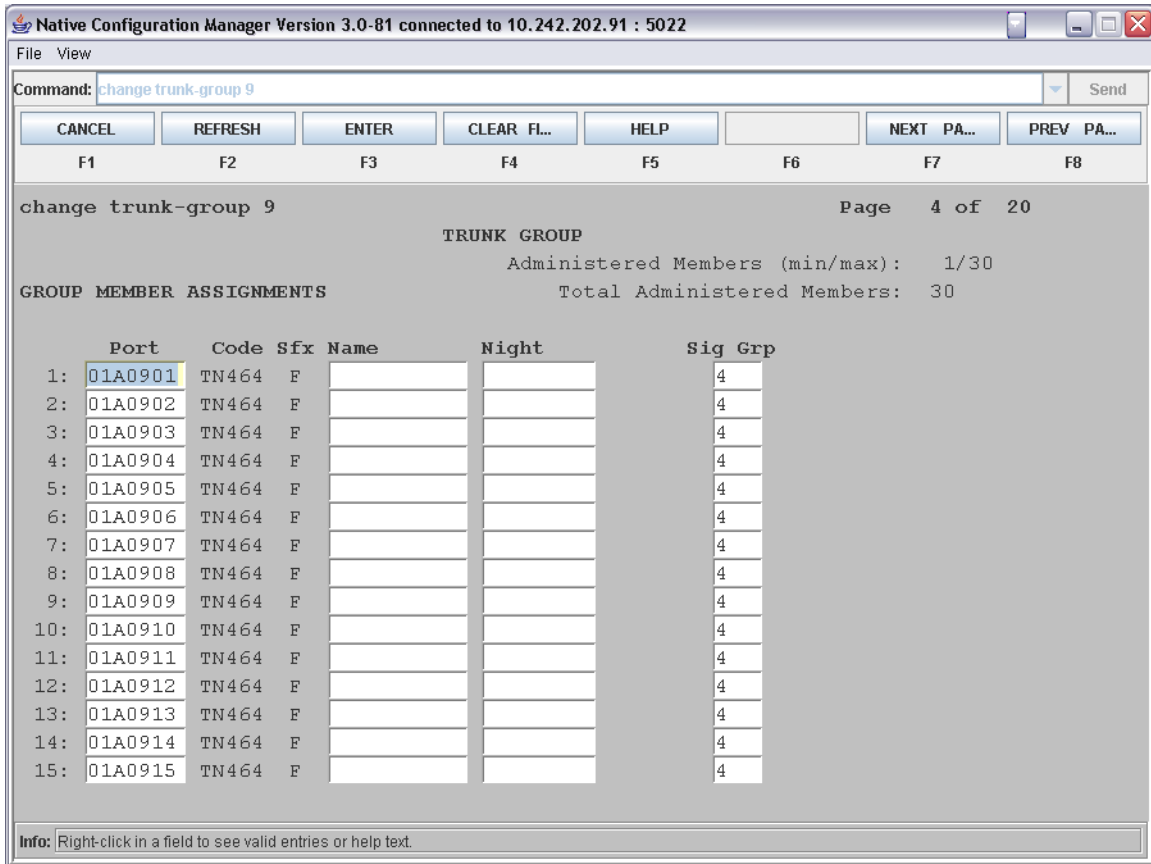 Native Configuration Manager Version 3.0-81 connected to 10.242.202.91 : 5022
File View
Command: change trunk-group 9 Send
CANCEL REFRESH ENTER CLEAR FI... HELP NEXT PA... PREV PA...
F1 F2 F3 F4 F5 F6 F7 F8
change trunk-group 9 Page 4 of 20
TRUNK GROUP
Administered Members (min/max): 1/30
GROUP MEMBER ASSIGNMENTS Total Administered Members: 30
Port Code Sfx Name Night Sig Grp
1: 01A0901 TN464 F 4
2: 01A0902 TN464 F 4
3: 01A0903 TN464 F 4
4: 01A0904 TN464 F 4
5: 01A0905 TN464 F 4
6: 01A0906 TN464 F 4
7: 01A0907 TN464 F 4
8: 01A0908 TN464 F 4
9: 01A0909 TN464 F 4
10: 01A0910 TN464 F 4
11: 01A0911 TN464 F 4
12: 01A0912 TN464 F 4
13: 01A0913 TN464 F 4
14: 01A0914 TN464 F 4
15: 01A0915 TN464 F 4
Info: Right-click in a field to see valid entries or help text.